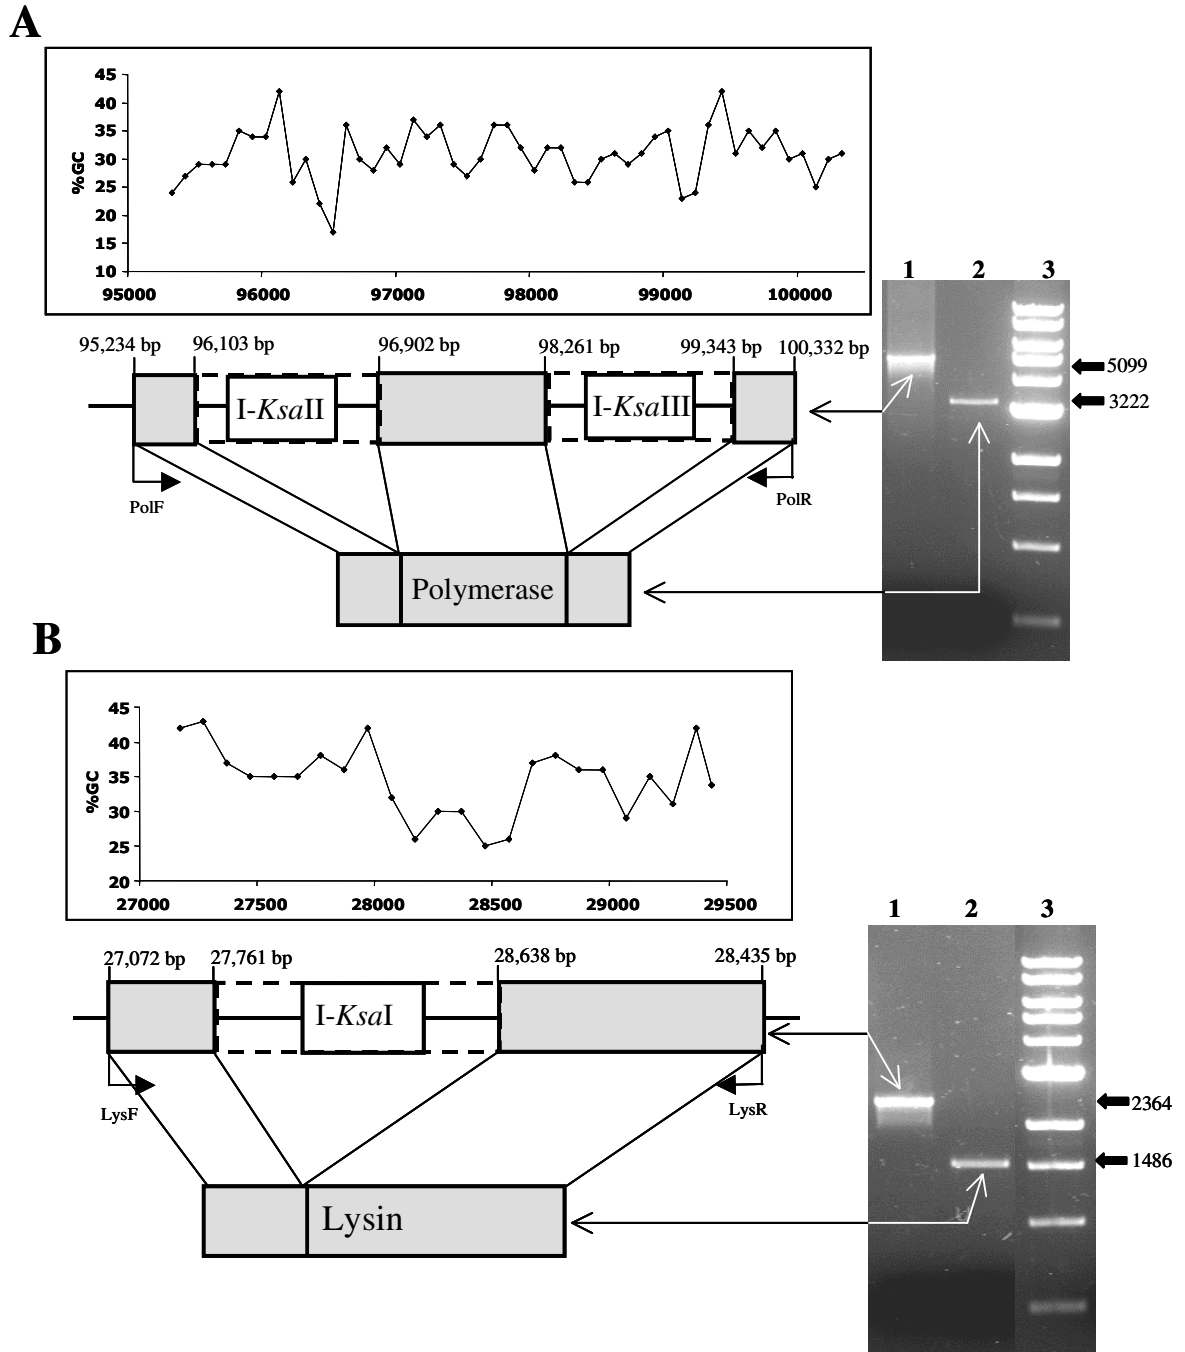 A
45
40
35
30
25
20
15
10
%GC
95000 96000 97000 98000 99000 100000
1 2 3
95,234 bp 96,103 bp 96,902 bp 98,261 bp 99,343 bp 100,332 bp
5099
I-KsaII I-KsaIII
3222
PolF PolR
Polymerase
B
45
40
35
30
25
20
%GC
27000 27500 28000 28500 29000 29500
1 2 3
27,072 bp 27,761 bp 28,638 bp 28,435 bp
I-KsaI
2364
LysF LysR
1486
Lysin